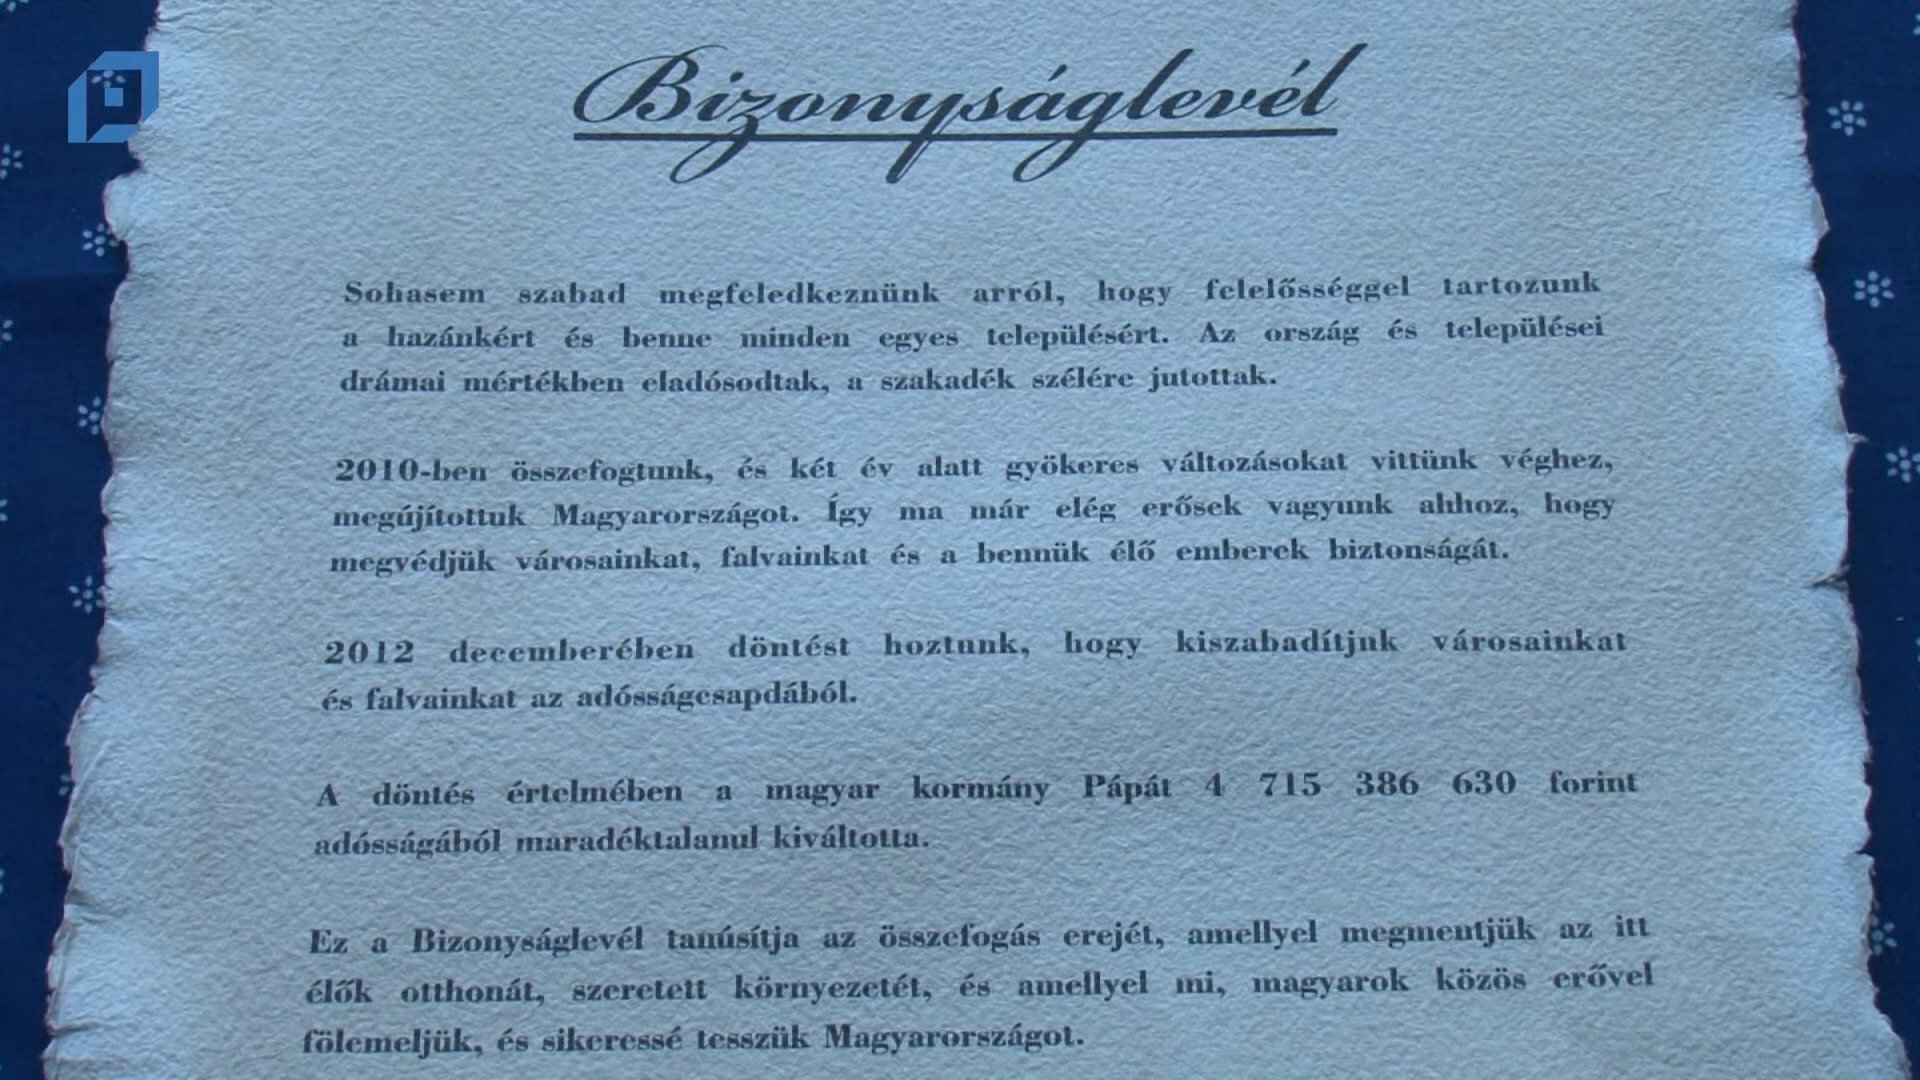 Bizonyságlevél
Sohasem szabad megfeledkeznünk arról, hogy felelősséggel tartozunk
a hazánkért és benne minden egyes településért. Az ország és települései
drámai mértékben eladósodtak, a szakadék szélére jutottak.
2010-ben összefogtunk, és két év alatt gyökeres változásokat vittünk véghez,
megújítottuk Magyarországot. Így ma már elég erősek vagyunk ahhoz, hogy
megvédjük városainkat, falvainkat és a bennük élő emberek biztonságát.
2012 decemberében döntést hoztunk, hogy kiszabadítjuk városainkat
és falvainkat az adósságcsapdából.
A döntés értelmében a magyar kormány Pápát 4 715 386 630 forint
adósságából maradéktalanul kiváltotta.
Ez a Bizonyságlevél tanúsítja az összefogás erejét, amellyel megmentjük az itt
élők otthonát, szeretett környezetét, és amellyel mi, magyarok közös erővel
fölemeljük, és sikeressé tesszük Magyarországot.